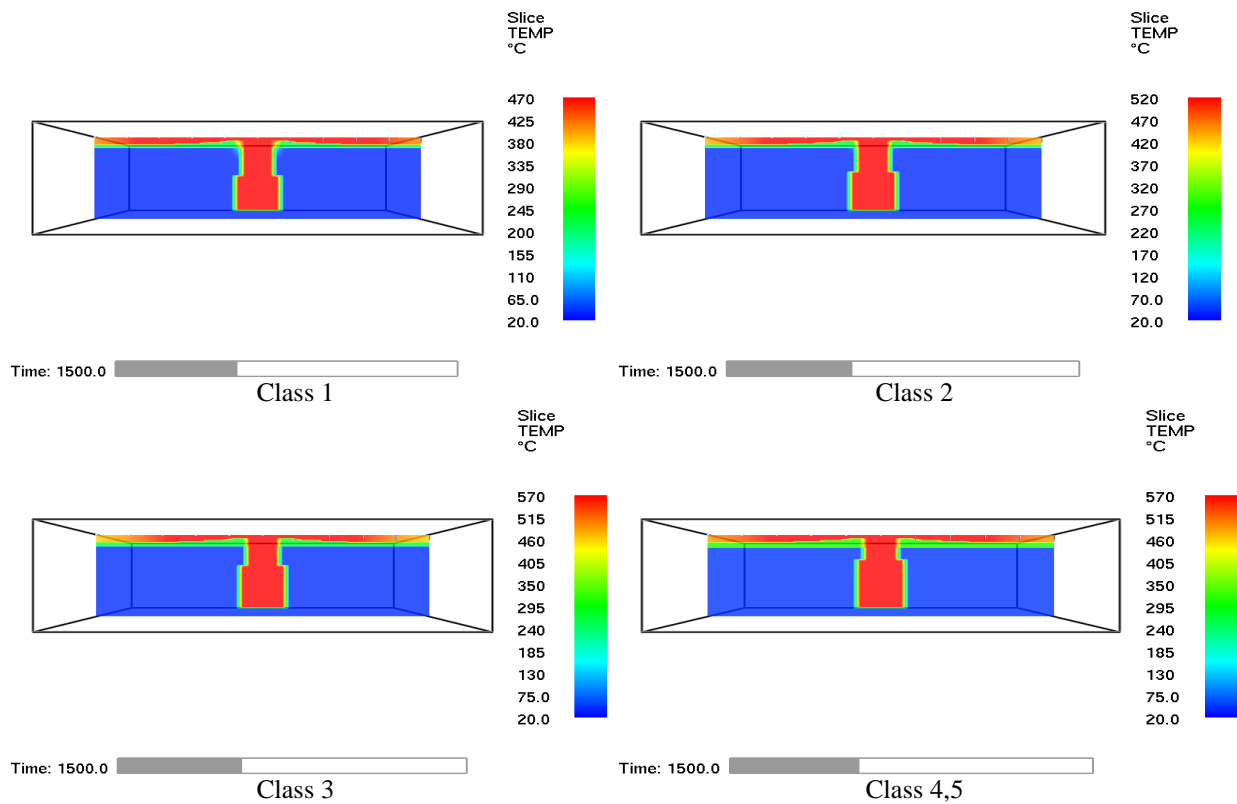 Slice
TEMP
°C
470
425
380
335
290
245
200
155
110
65.0
20.0
Time: 1500.0
Class 1
Slice
TEMP
°C
520
470
420
370
320
270
220
170
120
70.0
20.0
Time: 1500.0
Class 2
Slice
TEMP
°C
570
515
460
405
350
295
240
185
130
75.0
20.0
Time: 1500.0
Class 3
Slice
TEMP
°C
570
515
460
405
350
295
240
185
130
75.0
20.0
Time: 1500.0
Class 4,5